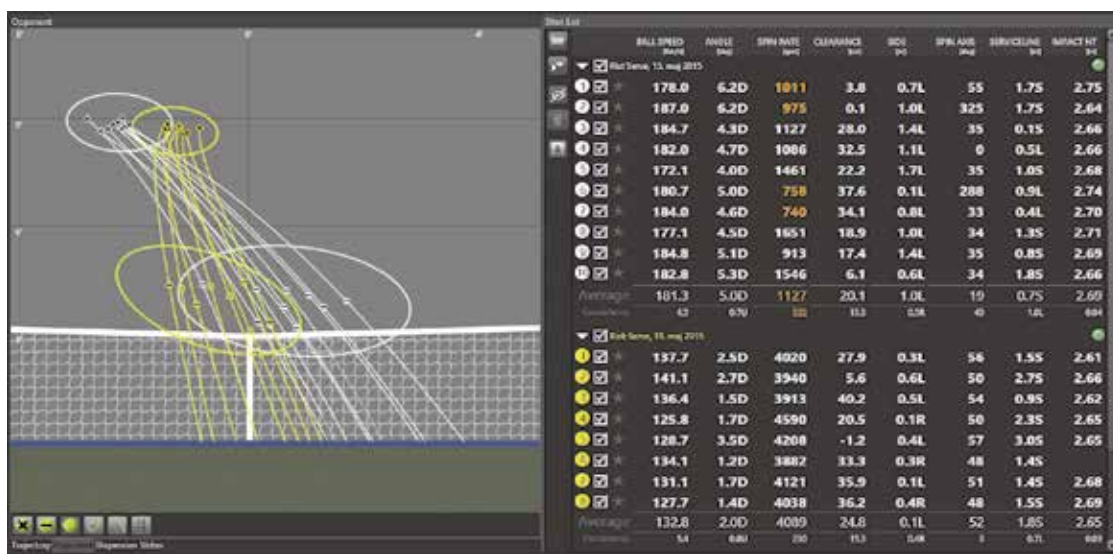 Opponent
Shot List
BALL SPEED ANGLE SPIN RATE CLEARANCE SIDE SPIN AXIS SERVICELINE IMPACT HT
Serve, 15. maj 2015
1 178.0 6.2D 1011 3.8 0.7L 55 1.7S 2.75
2 187.0 6.2D 975 0.1 1.0L 325 1.7S 2.64
3 184.7 4.3D 1127 28.0 1.4L 35 0.1S 2.66
4 182.0 4.7D 1086 32.5 1.1L 0 0.5L 2.66
5 172.1 4.0D 1461 22.2 1.7L 35 1.0S 2.68
6 180.7 5.0D 758 37.6 0.1L 288 0.9L 2.74
7 184.0 4.6D 740 34.1 0.8L 33 0.4L 2.70
8 177.1 4.5D 1651 18.9 1.0L 34 1.3S 2.71
9 184.8 5.1D 913 17.4 1.4L 35 0.8S 2.69
10 182.8 5.3D 1546 6.1 0.6L 34 1.8S 2.66
Average 181.3 5.0D 1127 20.1 1.0L 19 0.7S 2.69
Serve, 15. maj 2015
1 137.7 2.5D 4020 27.9 0.3L 56 1.5S 2.61
2 141.1 2.7D 3940 5.6 0.6L 50 2.7S 2.66
3 136.4 1.5D 3913 40.2 0.5L 54 0.9S 2.62
4 125.8 1.7D 4590 20.5 0.1R 50 2.3S 2.65
5 128.7 3.5D 4208 -1.2 0.4L 57 3.0S 2.65
6 134.1 1.2D 3882 33.3 0.3R 48 1.4S
7 131.1 1.7D 4121 35.9 0.1L 51 1.4S 2.68
8 127.7 1.4D 4038 36.2 0.4R 48 1.5S 2.69
Average 132.8 2.0D 4089 24.8 0.1L 52 1.8S 2.65
Trajectory Dispersion